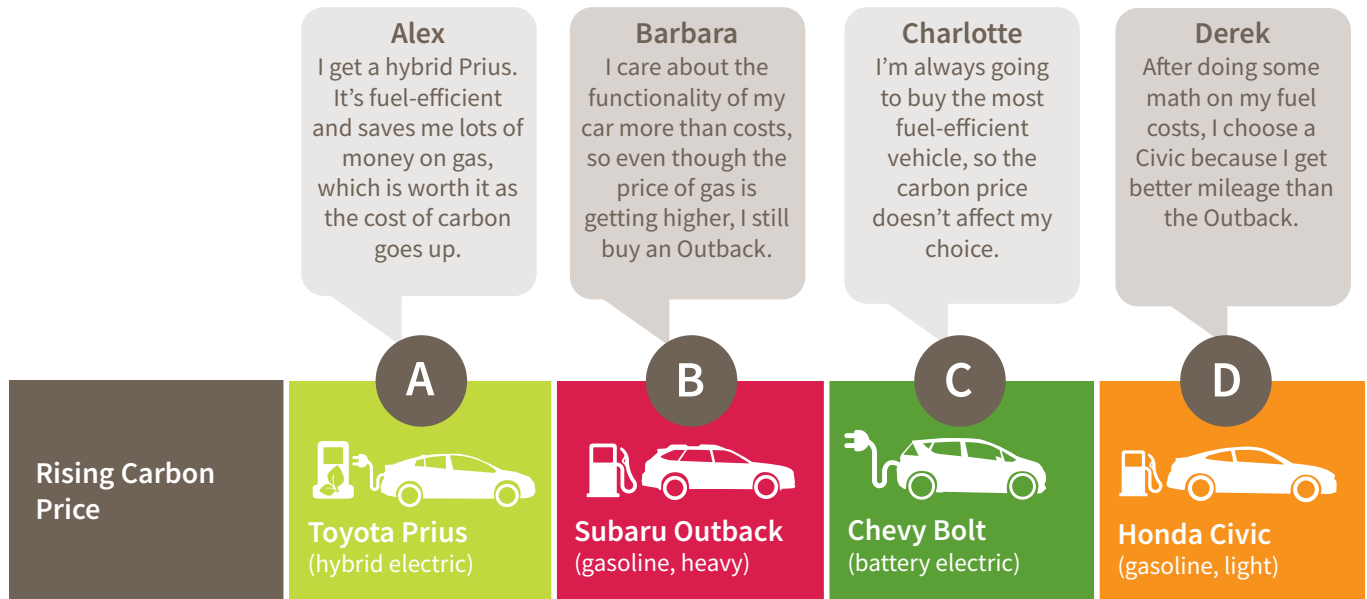 Alex
I get a hybrid Prius.
It’s fuel-efficient
and saves me lots of
money on gas,
which is worth it as
the cost of carbon
goes up.
Barbara
I care about the
functionality of my
car more than costs,
so even though the
price of gas is
getting higher, I still
buy an Outback.
Charlotte
I’m always going
to buy the most
fuel-efficient
vehicle, so the
carbon price
doesn’t affect my
choice.
Derek
After doing some
math on my fuel
costs, I choose a
Civic because I get
better mileage than
the Outback.
Rising Carbon
Price
A
Toyota Prius
(hybrid electric)
B
Subaru Outback
(gasoline, heavy)
C
Chevy Bolt
(battery electric)
D
Honda Civic
(gasoline, light)